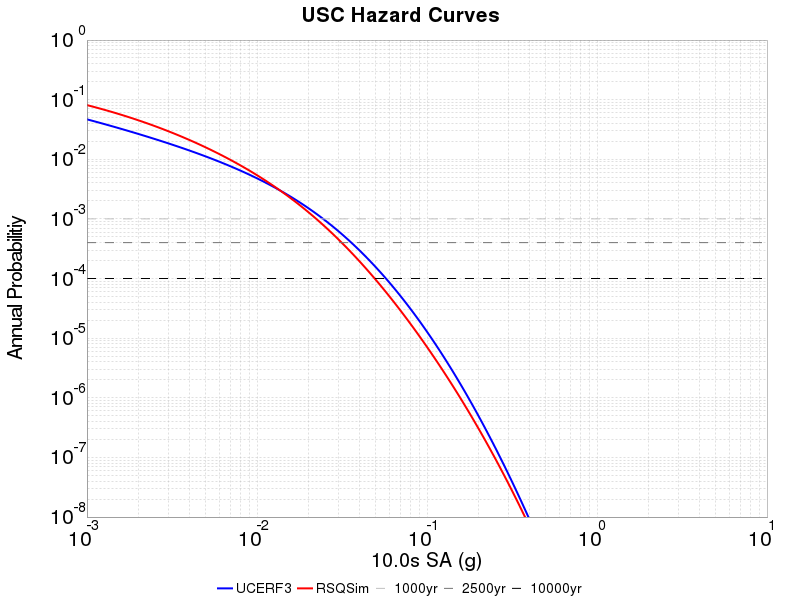 USC Hazard Curves
10^0
10^-1
10^-2
10^-3
10^-4
10^-5
10^-6
10^-7
10^-8
Annual Probability
10^-3 10^-2 10^-1 10^0 10^1
10.0s SA (g)
UCERF3 RSQSim 1000yr 2500yr 10000yr